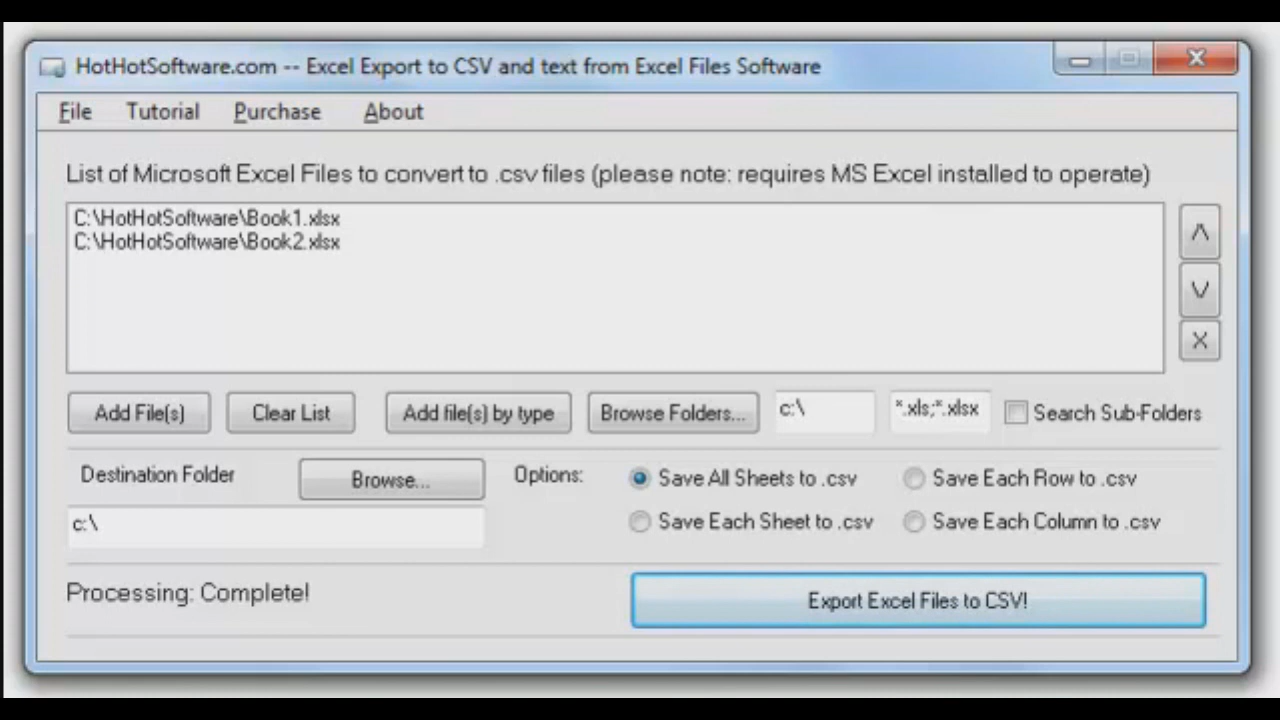 HotHotSoftware.com -- Excel Export to CSV and text from Excel Files Software
File Tutorial Purchase About
List of Microsoft Excel Files to convert to .csv files (please note: requires MS Excel installed to operate)
C:\HotHotSoftware\Book1.xlsx
C:\HotHotSoftware\Book2.xlsx
/\
\/
X
Add File(s) Clear List Add file(s) by type Browse Folders... c:\ *.xls;*.xlsx Search Sub-Folders
Destination Folder Browse... Options: Save All Sheets to .csv Save Each Row to .csv
c:\ Save Each Sheet to .csv Save Each Column to .csv
Processing: Complete! Export Excel Files to CSV!